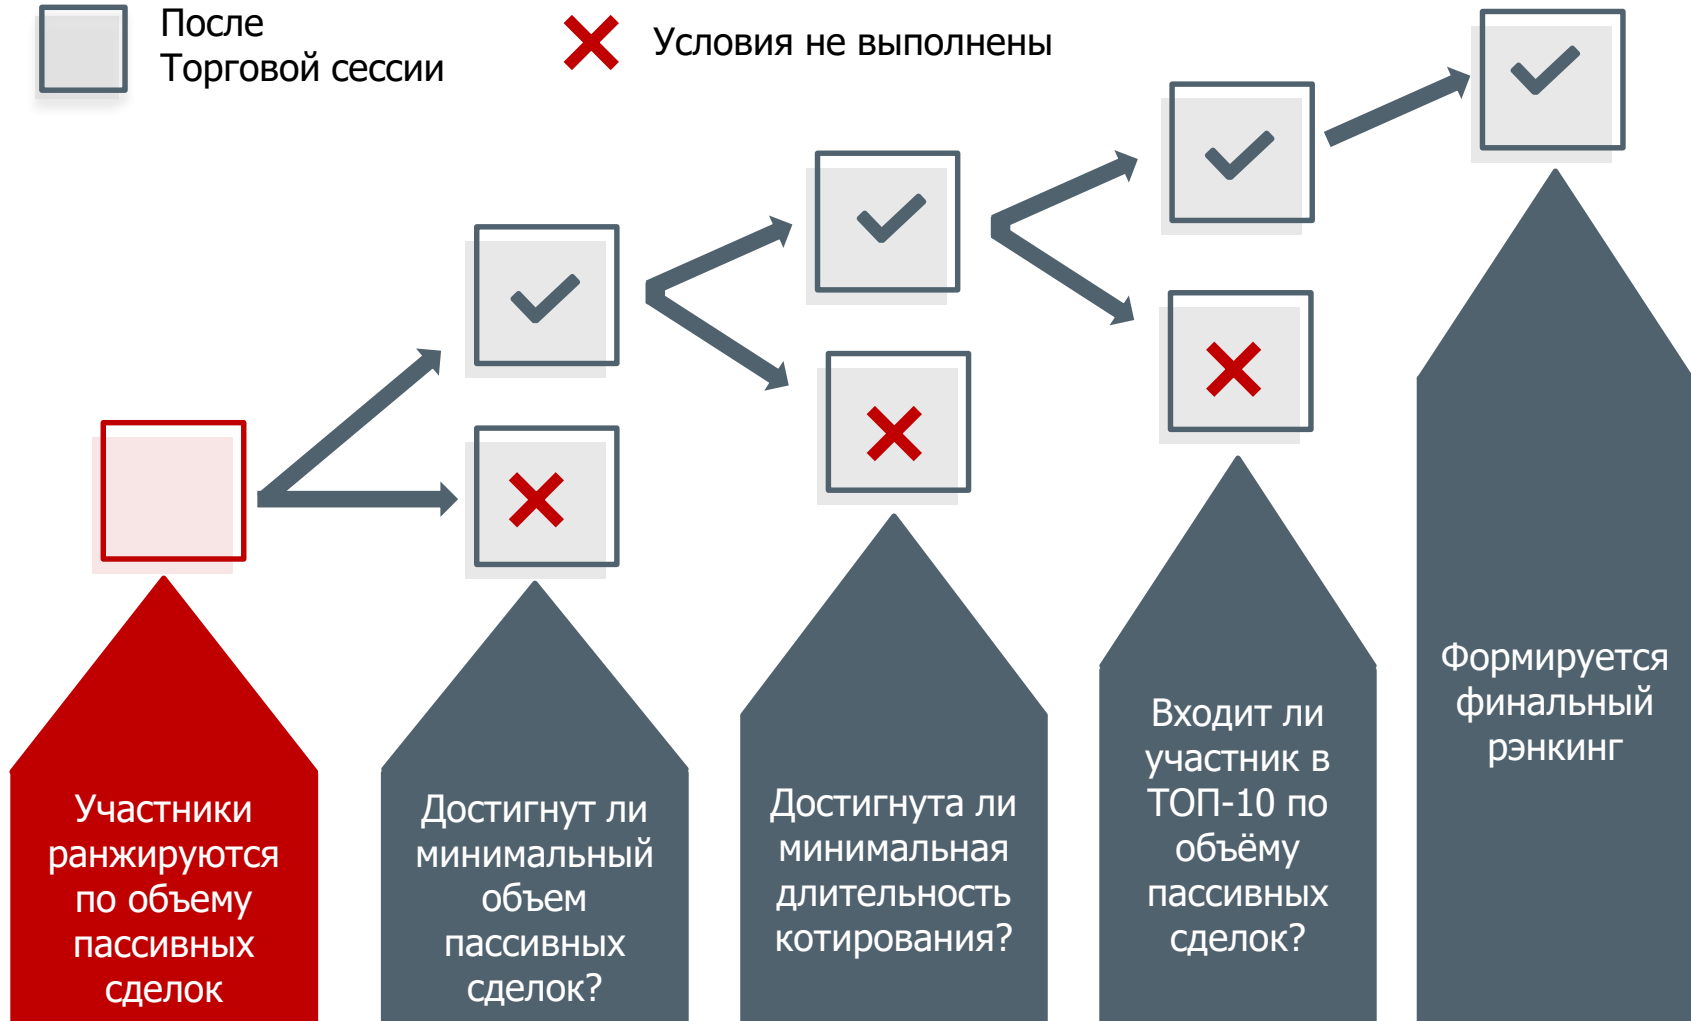 После
Торговой сессии
Условия не выполнены
Участники
ранжируются
по объему
пассивных
сделок
Достигнут ли
минимальный
объем
пассивных
сделок?
Достигнута ли
минимальная
длительность
котирования?
Входит ли
участник в
ТОП-10 по
объёму
пассивных
сделок?
Формируется
финальный
рэнкинг